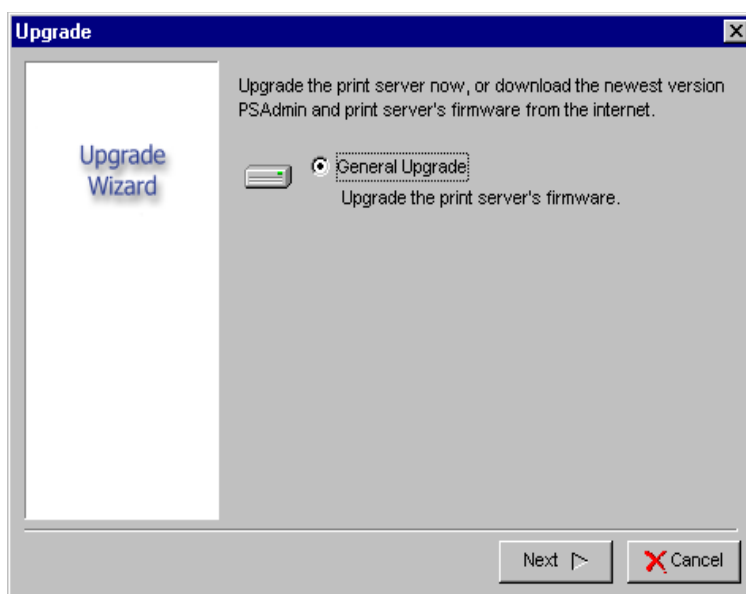 Upgrade
Upgrade
Wizard
Upgrade the print server now, or download the newest version
PSAdmin and print server's firmware from the internet.
General Upgrade
Upgrade the print server's firmware.
Next
Cancel